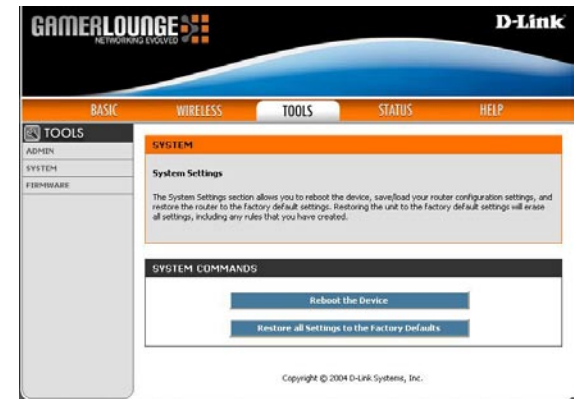 GAMERLOUNGE
NETWORKING EVOLVED
D-Link
BASIC
WIRELESS
TOOLS
STATUS
HELP
TOOLS
ADMIN
SYSTEM
FIRMWARE
SYSTEM
System Settings
The System Settings section allows you to reboot the device, save/load your router configuration settings, and
restore the router to the factory default settings. Restoring the unit to the factory default settings will erase
all settings, including any rules that you have created.
SYSTEM COMMANDS
Reboot the Device
Restore all Settings to the Factory Defaults
Copyright © 2004 D-Link Systems, Inc.